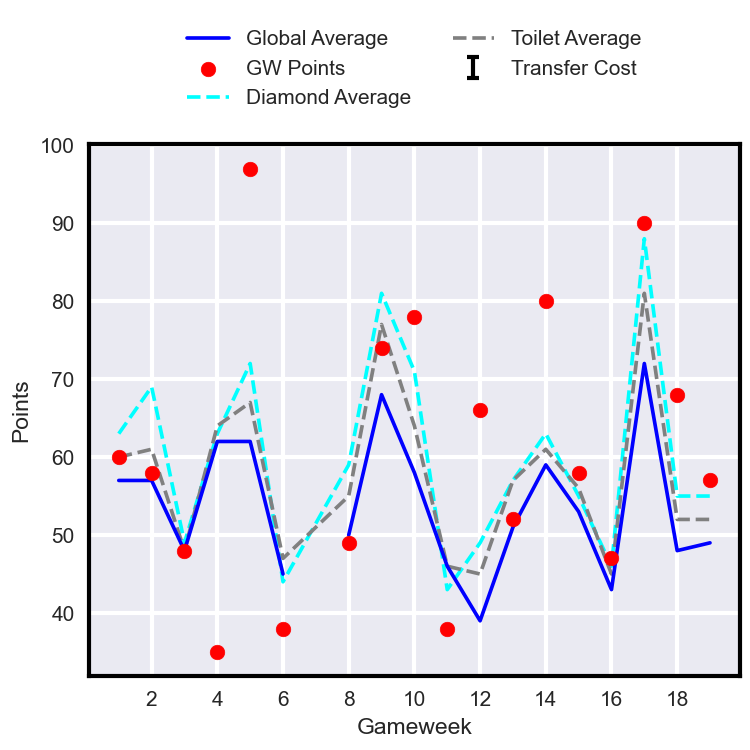 Global Average
GW Points
Diamond Average
Toilet Average
Transfer Cost
100
90
80
70
60
50
40
Points
2 4 6 8 10 12 14 16 18
Gameweek